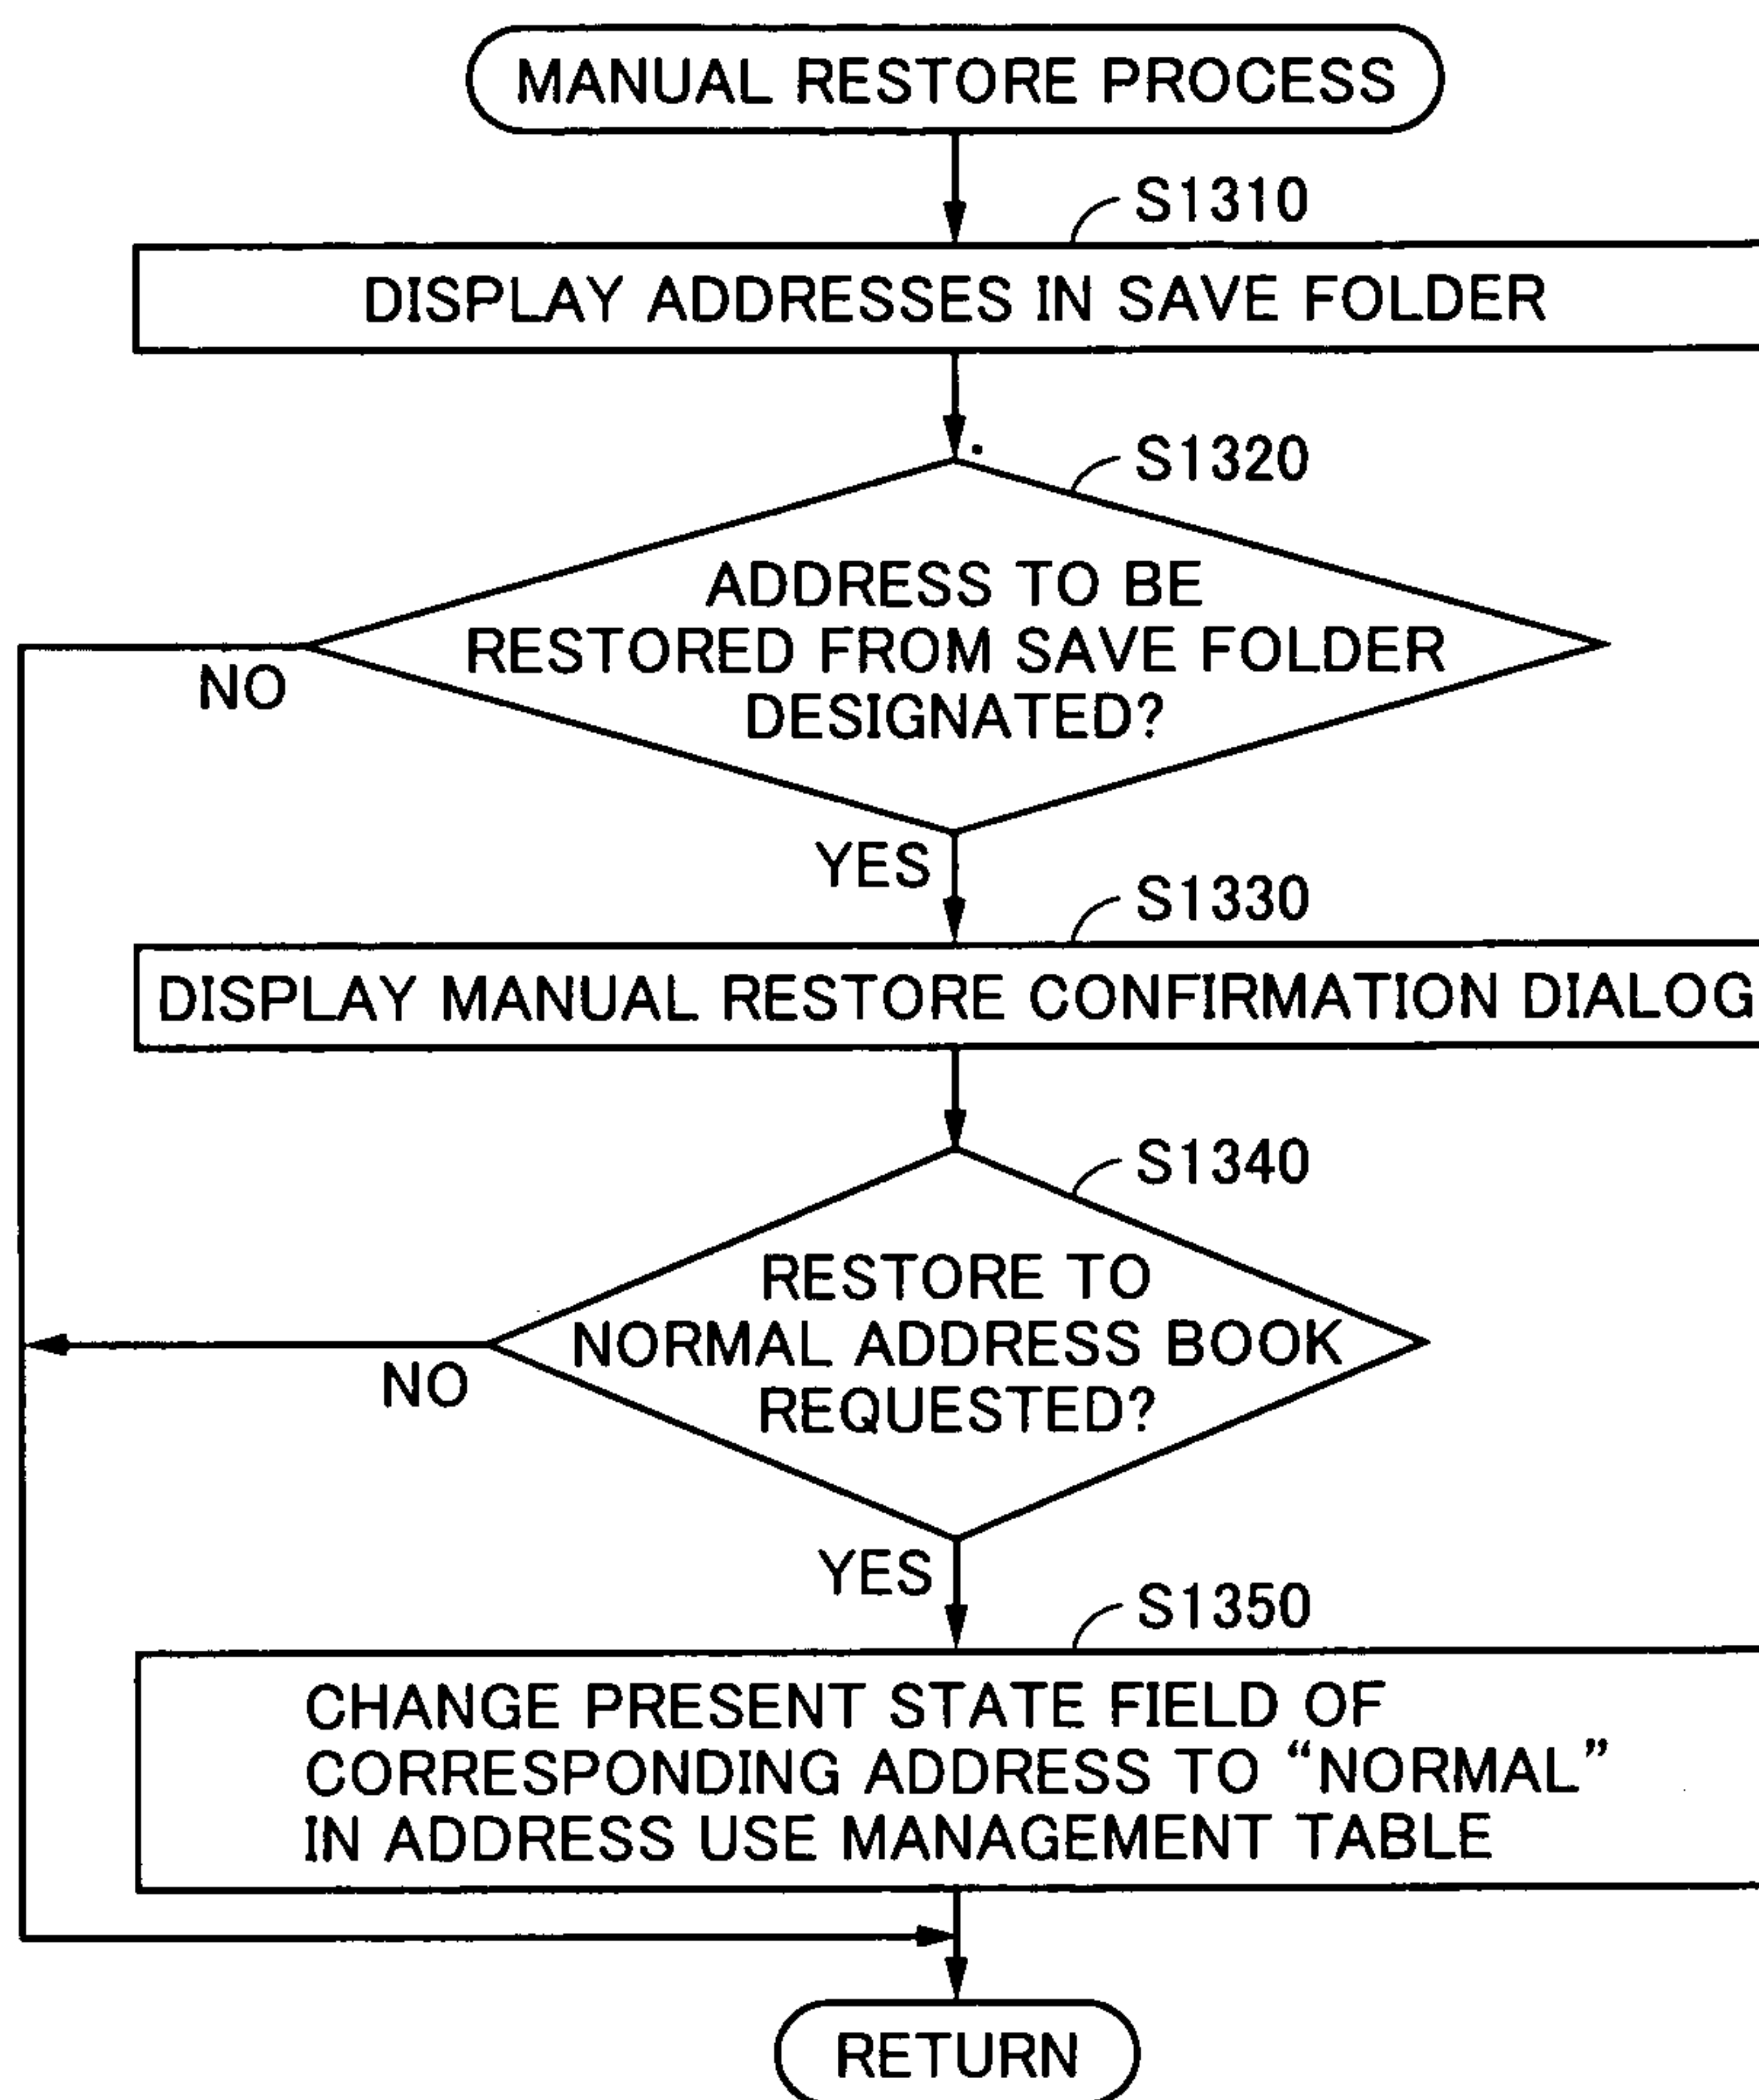 MANUAL RESTORE PROCESS
S1310
DISPLAY ADDRESSES IN SAVE FOLDER
S1320
ADDRESS TO BE
RESTORED FROM SAVE FOLDER
DESIGNATED?
NO
YES
S1330
DISPLAY MANUAL RESTORE CONFIRMATION DIALOG
S1340
RESTORE TO
NORMAL ADDRESS BOOK
REQUESTED?
NO
YES
S1350
CHANGE PRESENT STATE FIELD OF
CORRESPONDING ADDRESS TO “NORMAL”
IN ADDRESS USE MANAGEMENT TABLE
RETURN